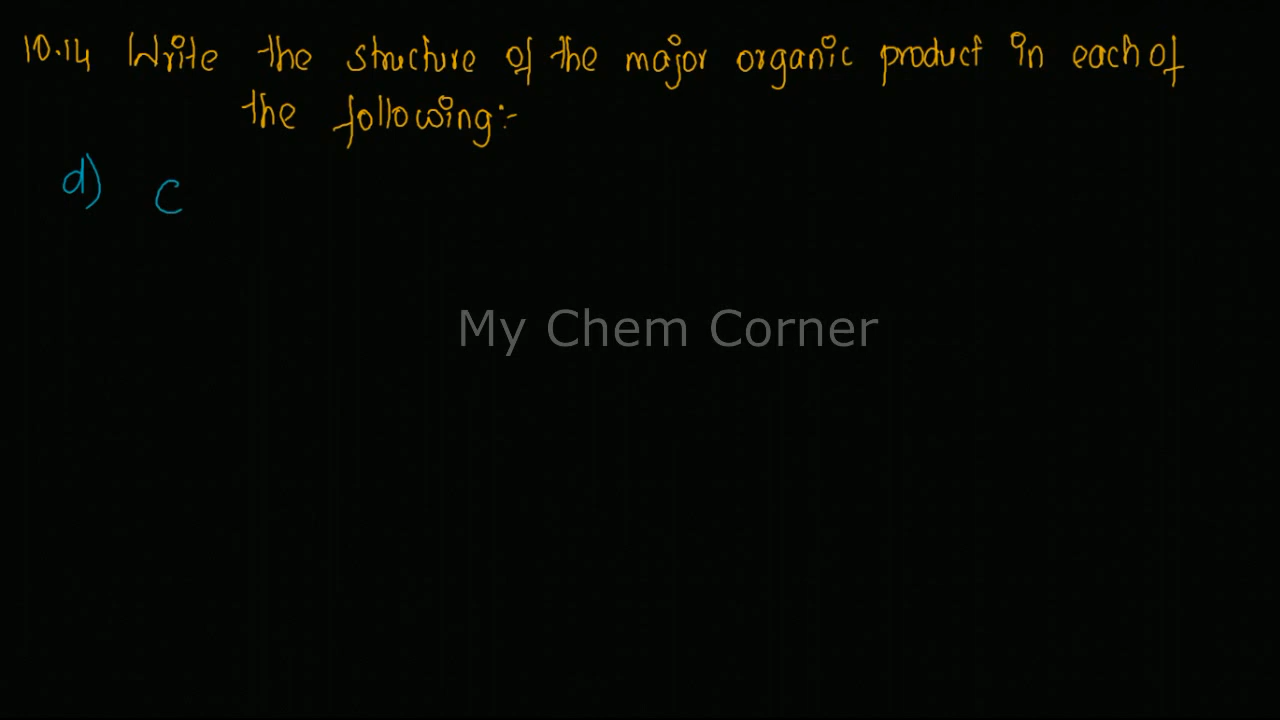 10.14 Write the structure of the major organic product in each of
the following:-
d) C
My Chem Corner